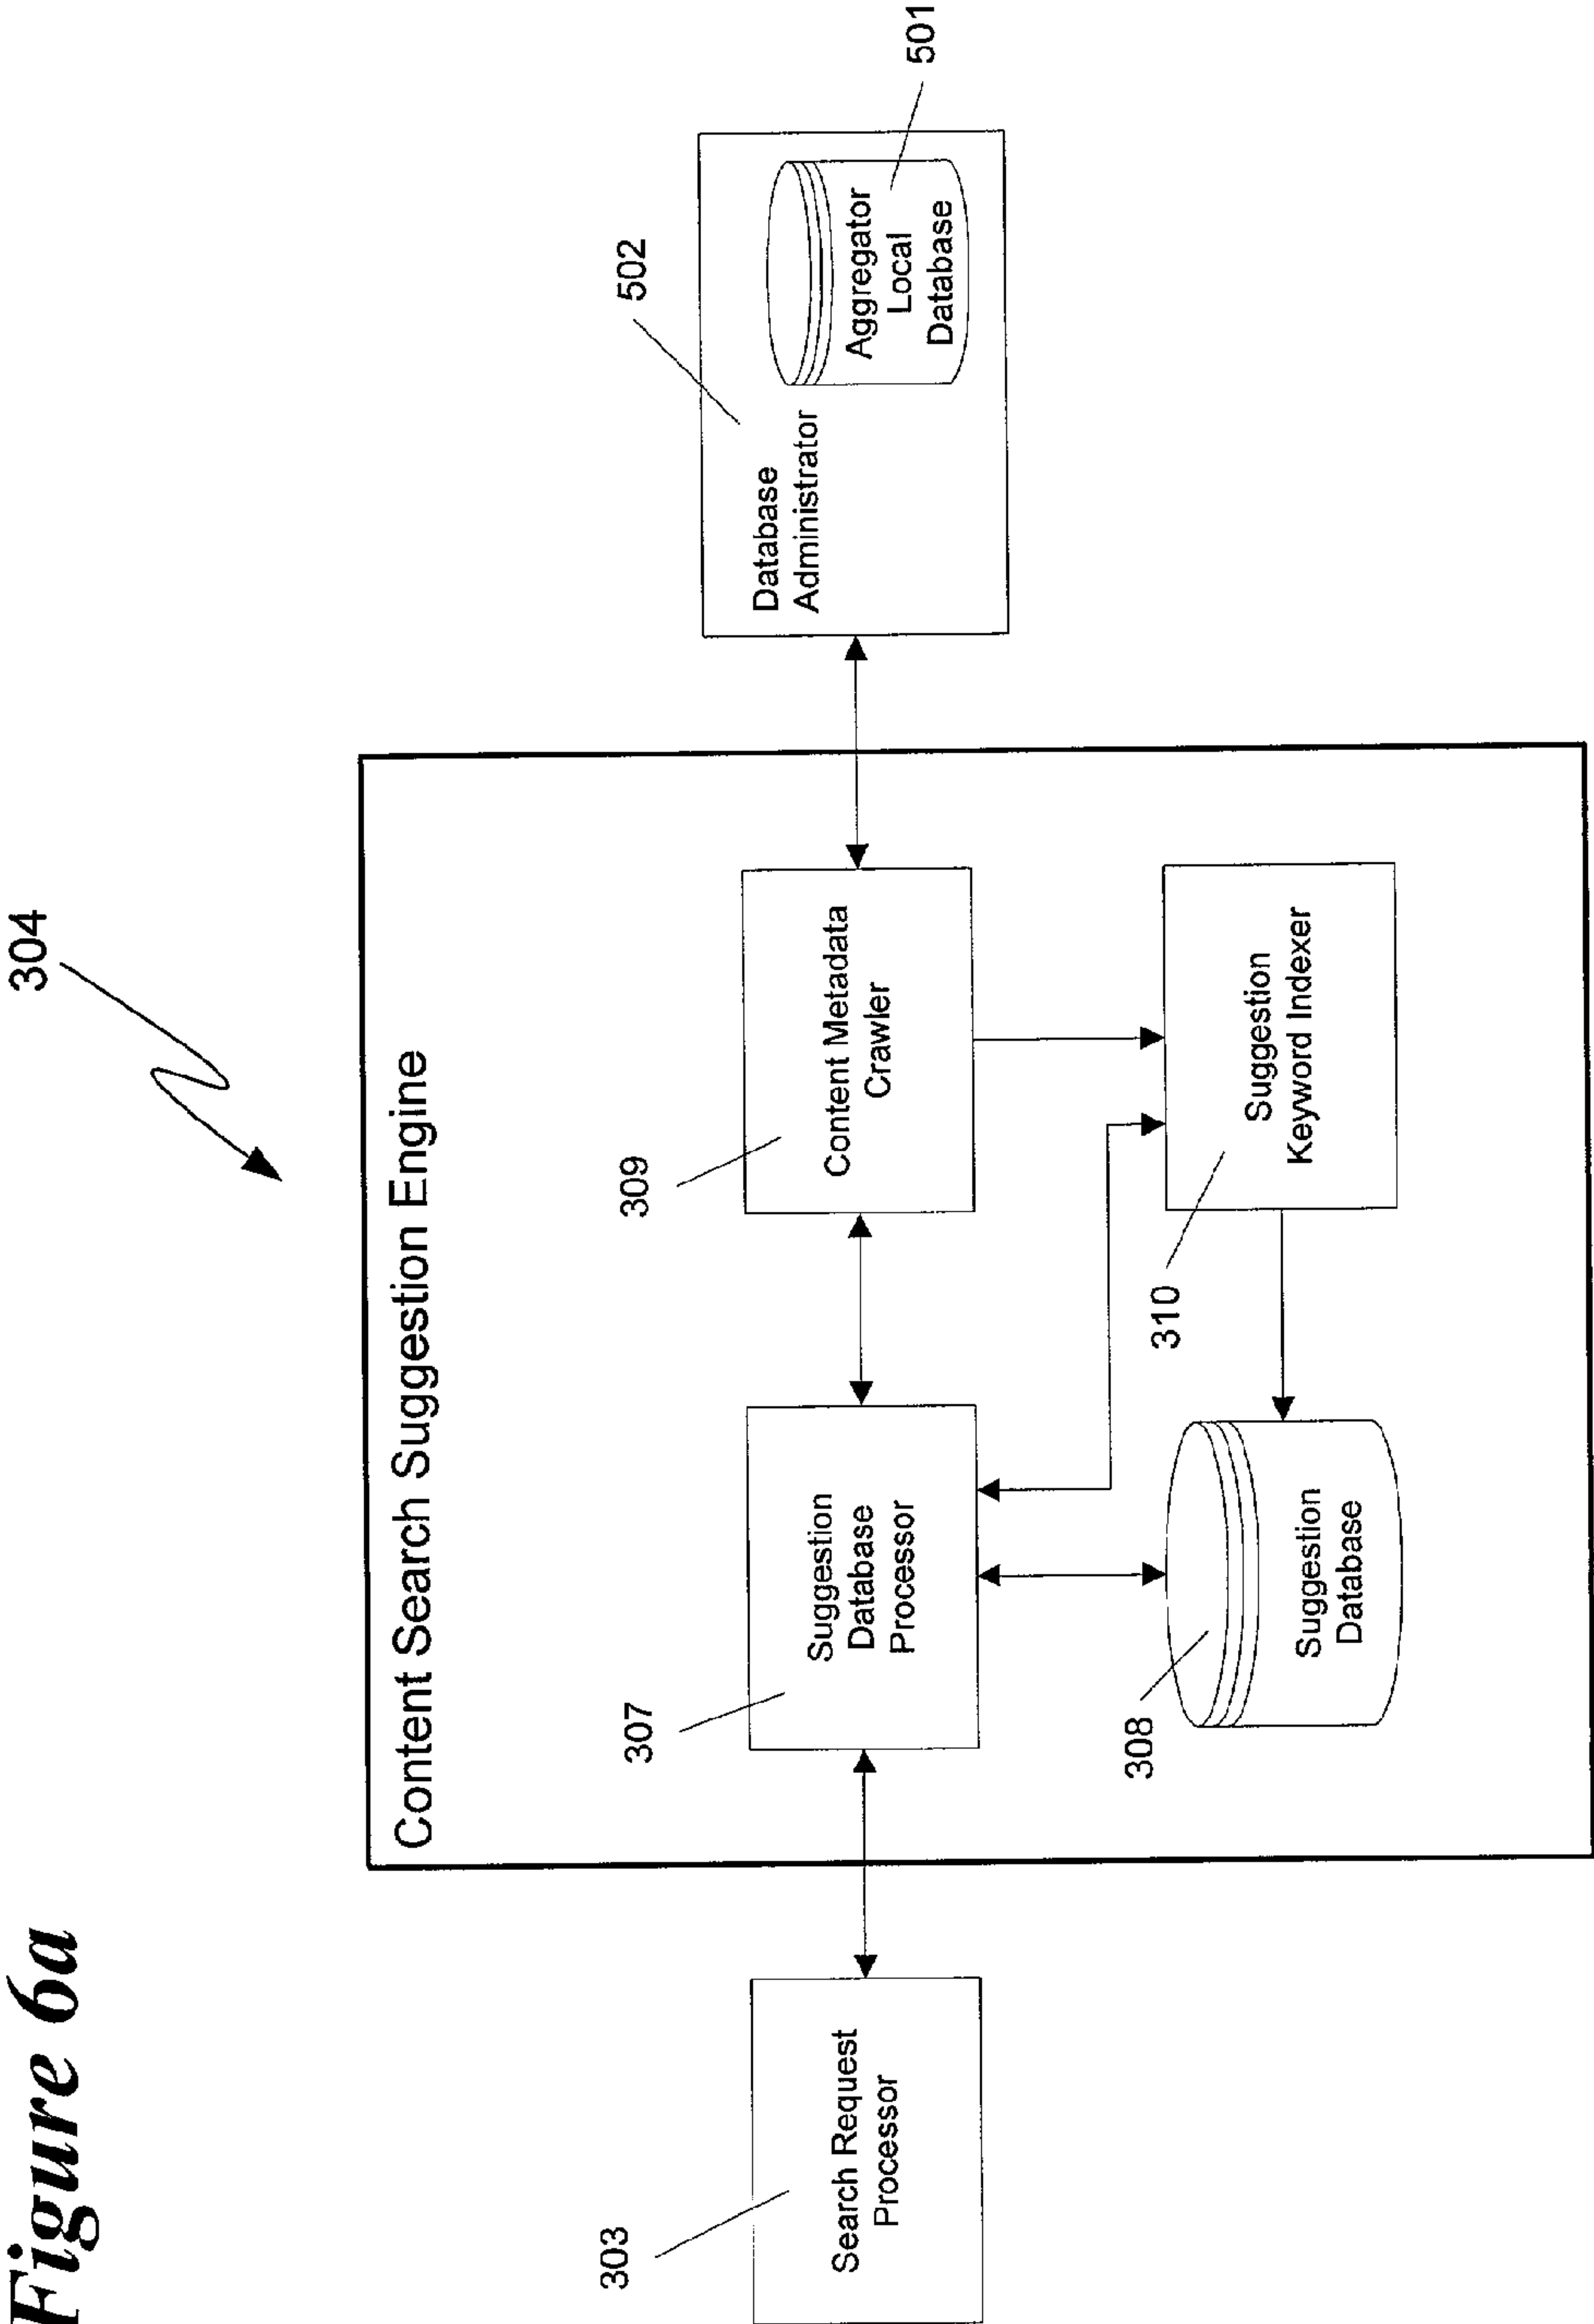 Figure 6a
304
Content Search Suggestion Engine
303
Search Request
Processor
307
Suggestion
Database
Processor
309
Content Metadata
Crawler
502
Database
Administrator
Aggregator
Local
Database
501
308
Suggestion
Database
310
Suggestion
Keyword Indexer